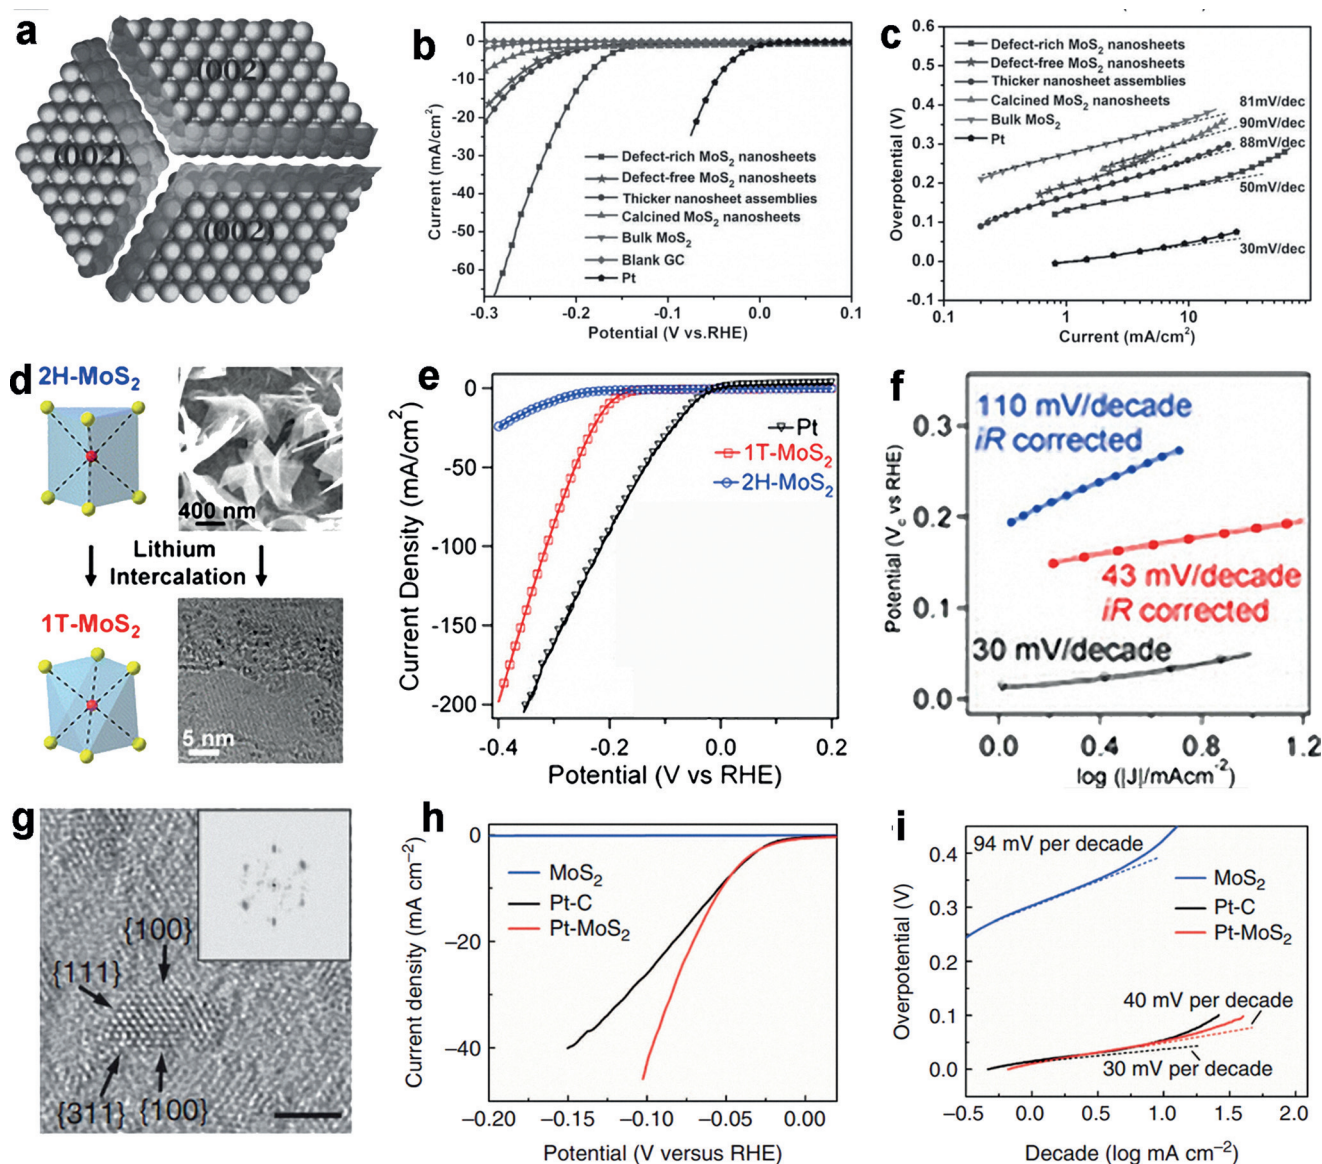 a
(002)
(002)
(002)
b
0
-10
-20
-30
-40
-50
-60
Current (mA/cm²)
Defect-rich MoS₂ nanosheets
Defect-free MoS₂ nanosheets
Thicker nanosheet assemblies
Calcined MoS₂ nanosheets
Bulk MoS₂
Blank GC
Pt
-0.3 -0.2 -0.1 0.0 0.1
Potential (V vs.RHE)
c
0.6
0.5
0.4
0.3
0.2
0.1
0.0
-0.1
Overpotential (V)
Defect-rich MoS₂ nanosheets
Defect-free MoS₂ nanosheets
Thicker nanosheet assemblies
Calcined MoS₂ nanosheets
Bulk MoS₂
Pt
81mV/dec
90mV/dec
88mV/dec
50mV/dec
30mV/dec
0.1 1 10
Current (mA/cm²)
d
2H-MoS₂
400 nm
Lithium
Intercalation
1T-MoS₂
5 nm
e
0
-50
-100
-150
-200
Current Density (mA/cm²)
Pt
1T-MoS₂
2H-MoS₂
-0.4 -0.2 0.0 0.2
Potential (V vs RHE)
f
0.3
0.2
0.1
0.0
Potential (V꜀ vs RHE)
110 mV/decade
iR corrected
43 mV/decade
iR corrected
30 mV/decade
0.0 0.4 0.8 1.2
log (|J|/mAcm⁻²)
g
{100}
{111}
{311} {100}
h
0
−20
−40
Current density (mA cm⁻²)
MoS₂
Pt-C
Pt-MoS₂
−0.20 −0.15 −0.10 −0.05 0.00
Potential (V versus RHE)
i
0.4
0.3
0.2
0.1
0.0
Overpotential (V)
94 mV per decade
MoS₂
Pt-C
Pt-MoS₂
40 mV per decade
30 mV per decade
−0.5 0.0 0.5 1.0 1.5 2.0
Decade (log mA cm⁻²)